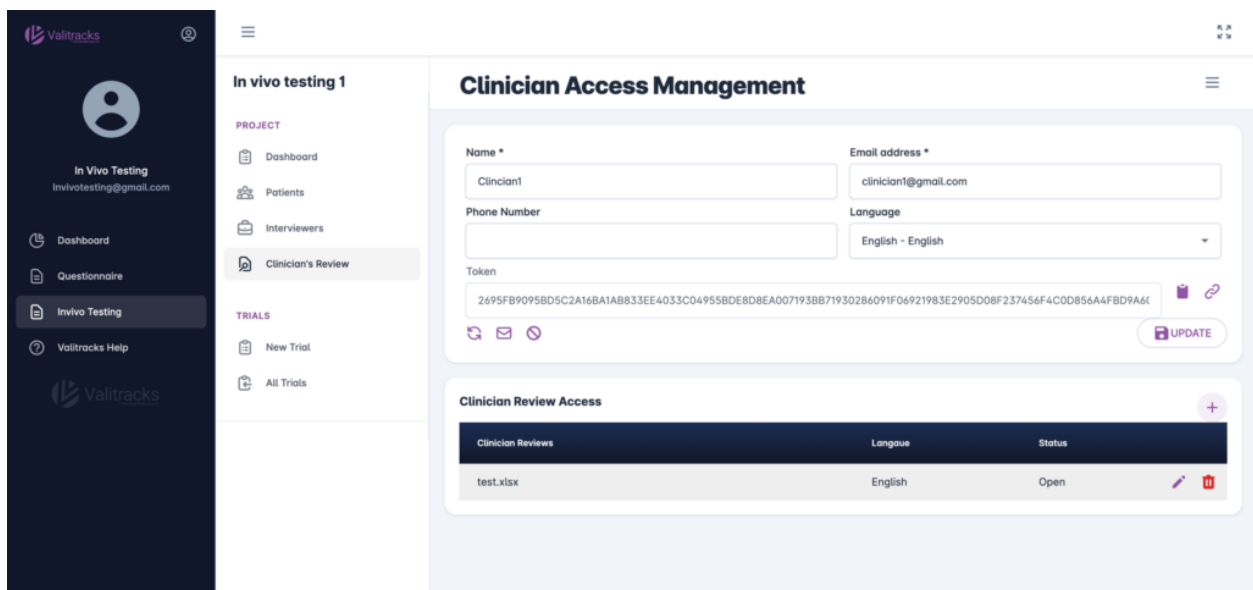 Valitracks
In vivo testing 1
Clinician Access Management
PROJECT
In Vivo Testing
Invivotesting@gmail.com
Dashboard
Questionnaire
Invivo Testing
Valitracks Help
Valitracks
Dashboard
Patients
Interviewers
Clinician's Review
TRIALS
New Trial
All Trials
Name *
Email address *
Clincian1
clinician1@gmail.com
Phone Number
Language
English - English
Token
2695FB9095BD5C2A16BA1AB833EE4033C04955BDE8D8EA007193BB71930286091F06921983E2905D08F237456F4C0D856A4FBD9A6(
UPDATE
Clinician Review Access
Clinician Reviews
Langaue
Status
test.xlsx
English
Open